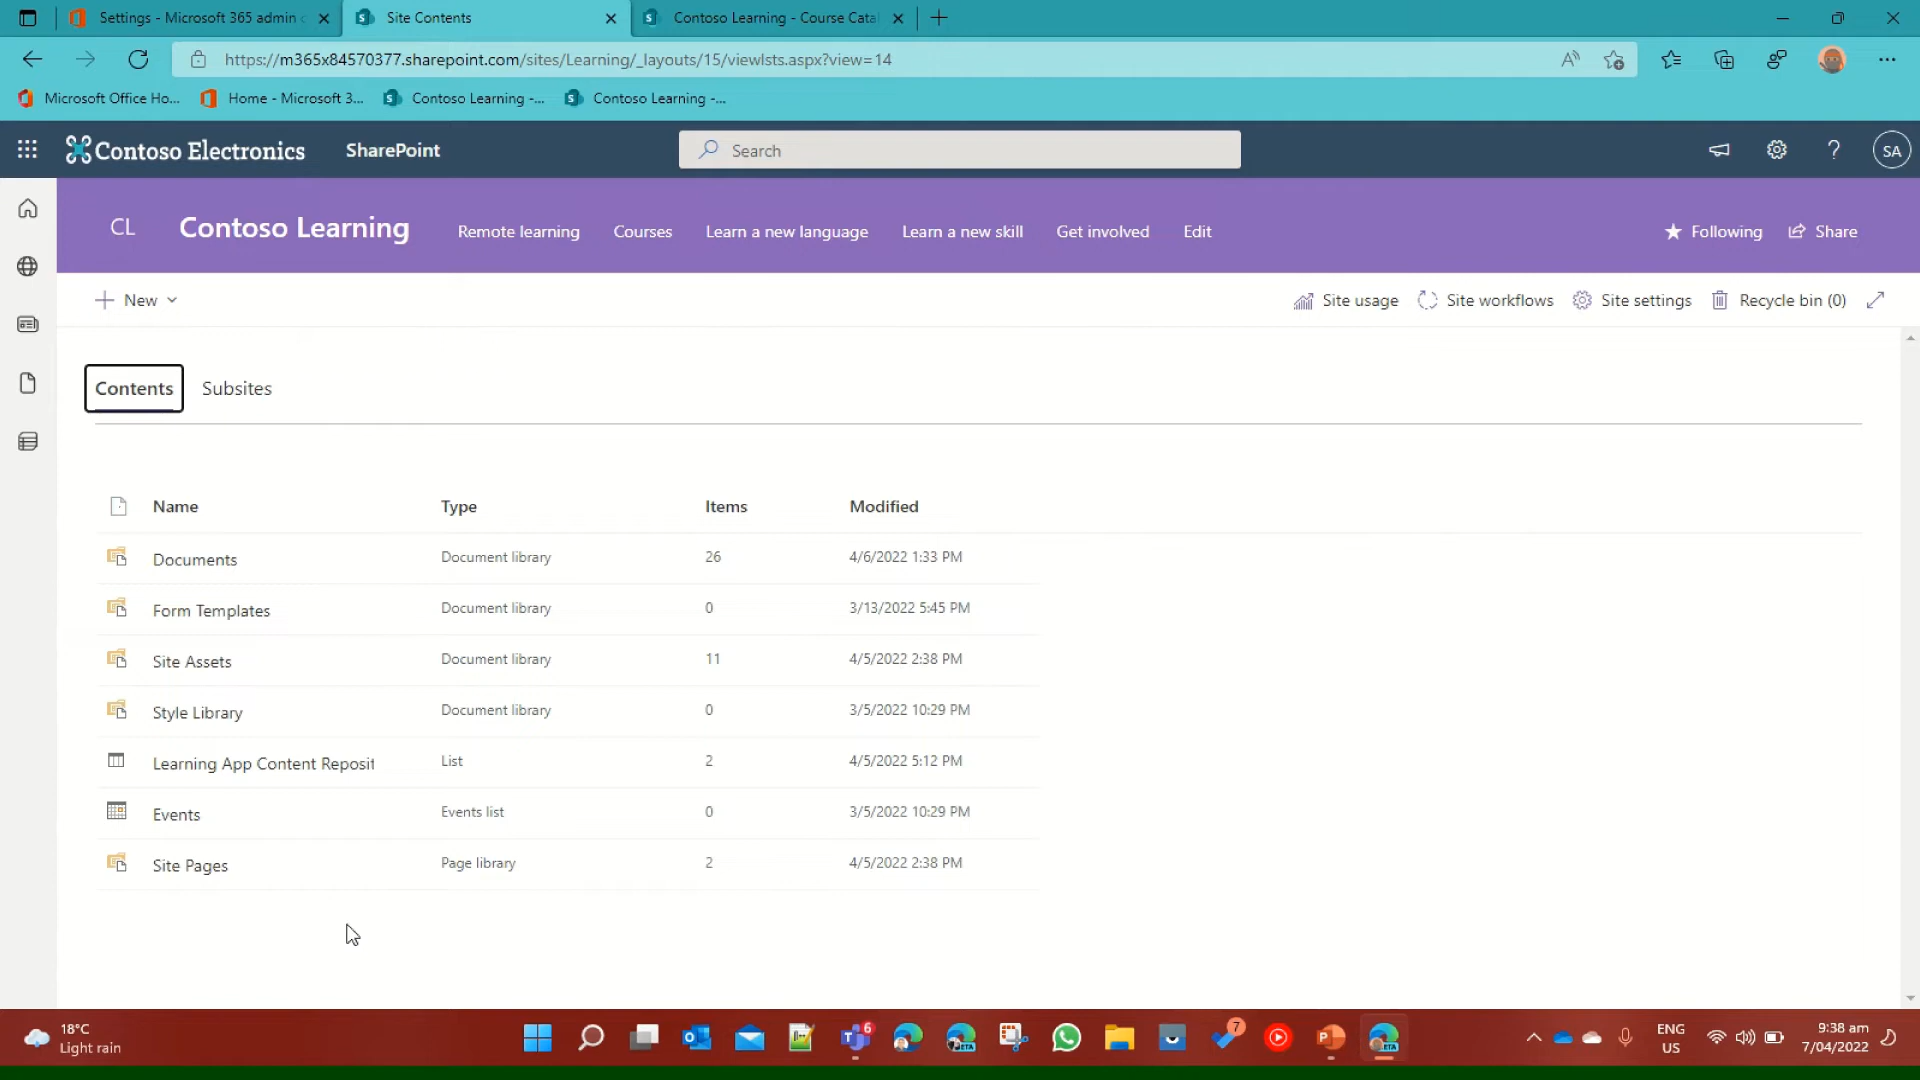 Settings - Microsoft 365 admin c
Site Contents
Contoso Learning - Course Catal
https://m365x84570377.sharepoint.com/sites/Learning/_layouts/15/viewlsts.aspx?view=14
Microsoft Office Ho...
Home - Microsoft 3...
Contoso Learning -...
Contoso Learning -...
Contoso Electronics
SharePoint
Search
SA
CL
Contoso Learning
Remote learning
Courses
Learn a new language
Learn a new skill
Get involved
Edit
Following
Share
New
Site usage
Site workflows
Site settings
Recycle bin (0)
Contents
Subsites
Name Type Items Modified
Documents Document library 26 4/6/2022 1:33 PM
Form Templates Document library 0 3/13/2022 5:45 PM
Site Assets Document library 11 4/5/2022 2:38 PM
Style Library Document library 0 3/5/2022 10:29 PM
Learning App Content Reposit List 2 4/5/2022 5:12 PM
Events Events list 0 3/5/2022 10:29 PM
Site Pages Page library 2 4/5/2022 2:38 PM
18°C
Light rain
6
BETA
7
BETA
ENG
US
9:38 am
7/04/2022